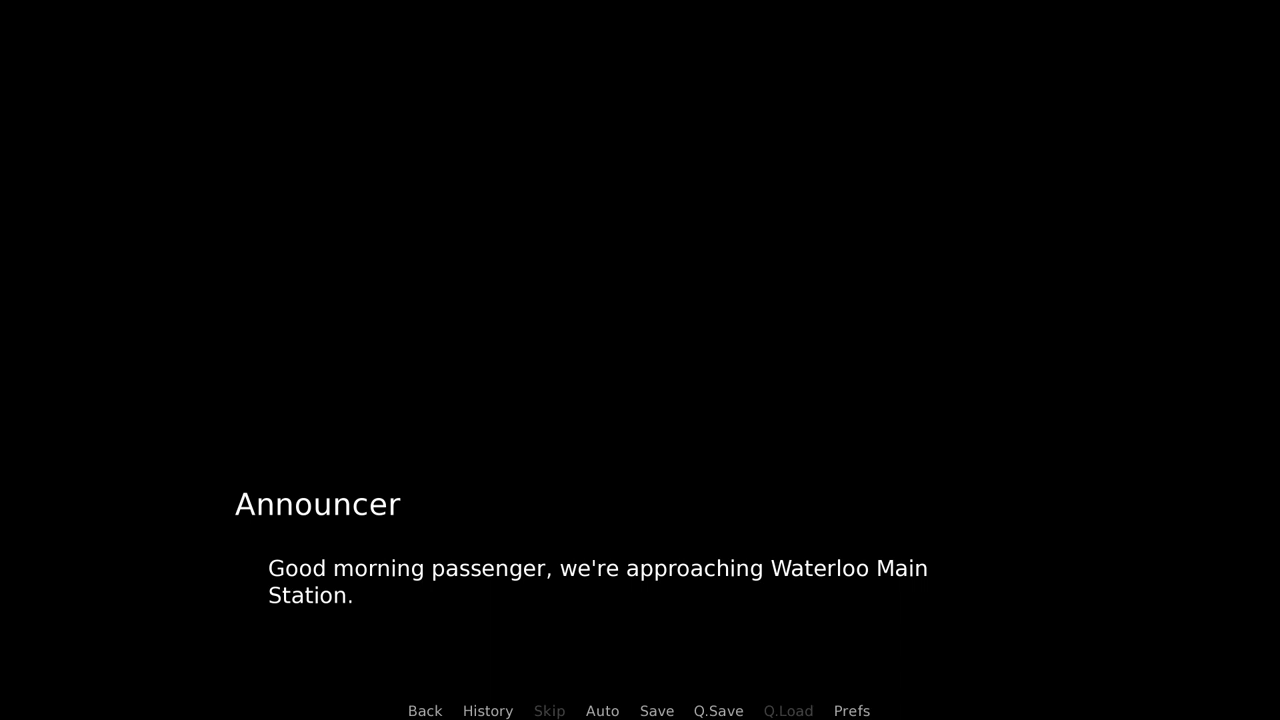 Announcer
Good morning passenger, we're approaching Waterloo Main
Station.
Back History Skip Auto Save Q.Save Q.Load Prefs